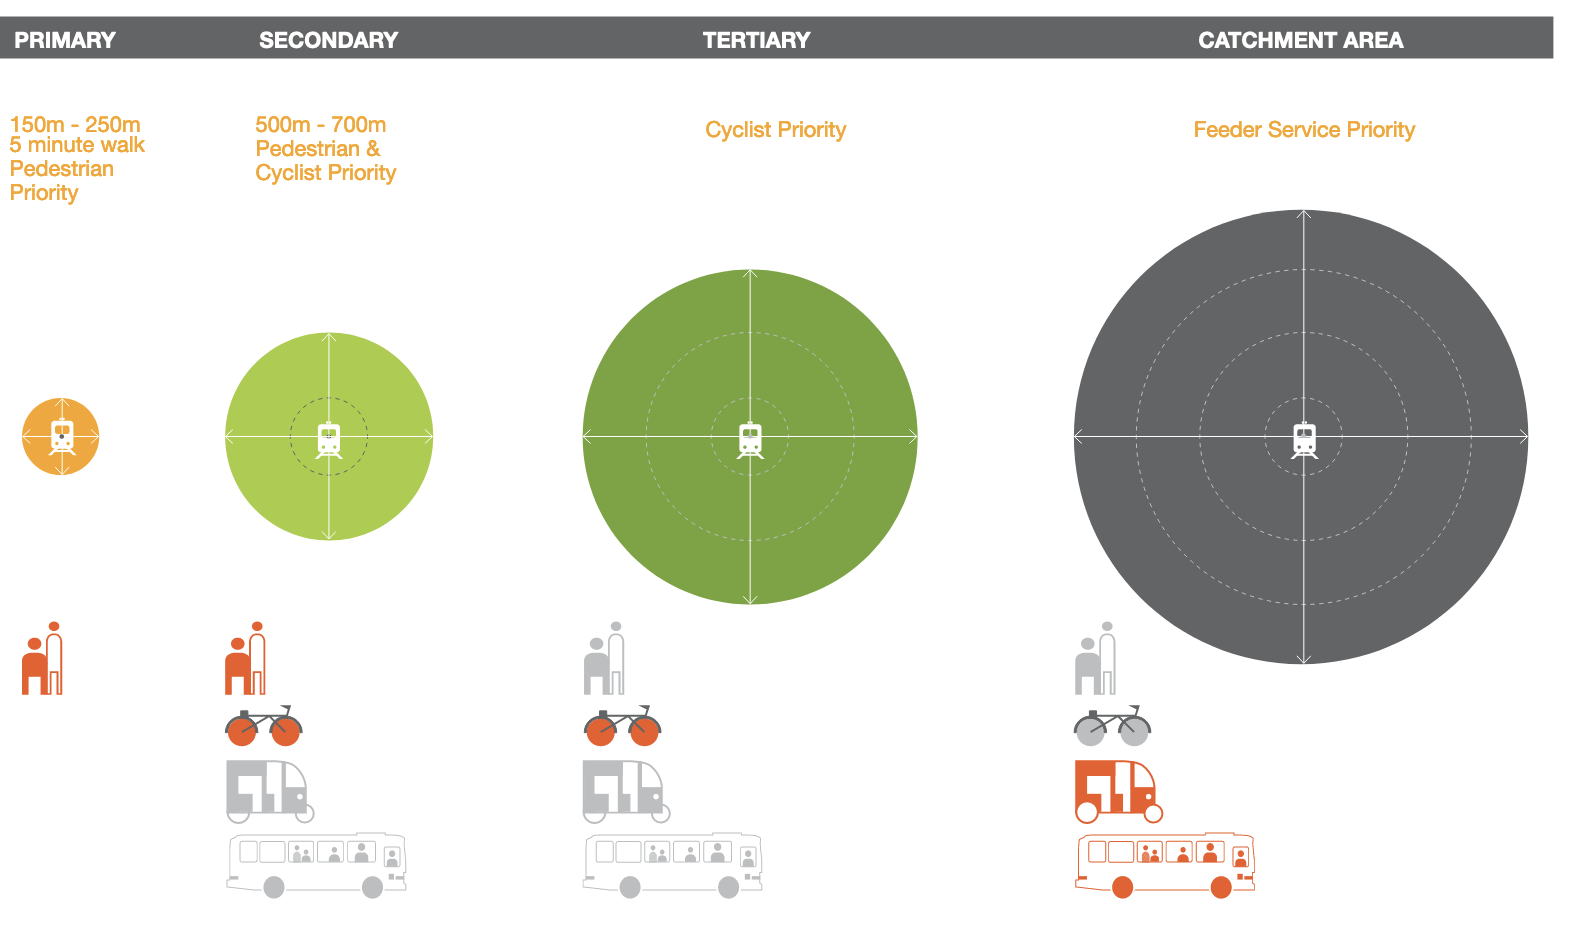 PRIMARY
SECONDARY
TERTIARY
CATCHMENT AREA
150m - 250m
5 minute walk
Pedestrian
Priority
500m - 700m
Pedestrian &
Cyclist Priority
Cyclist Priority
Feeder Service Priority